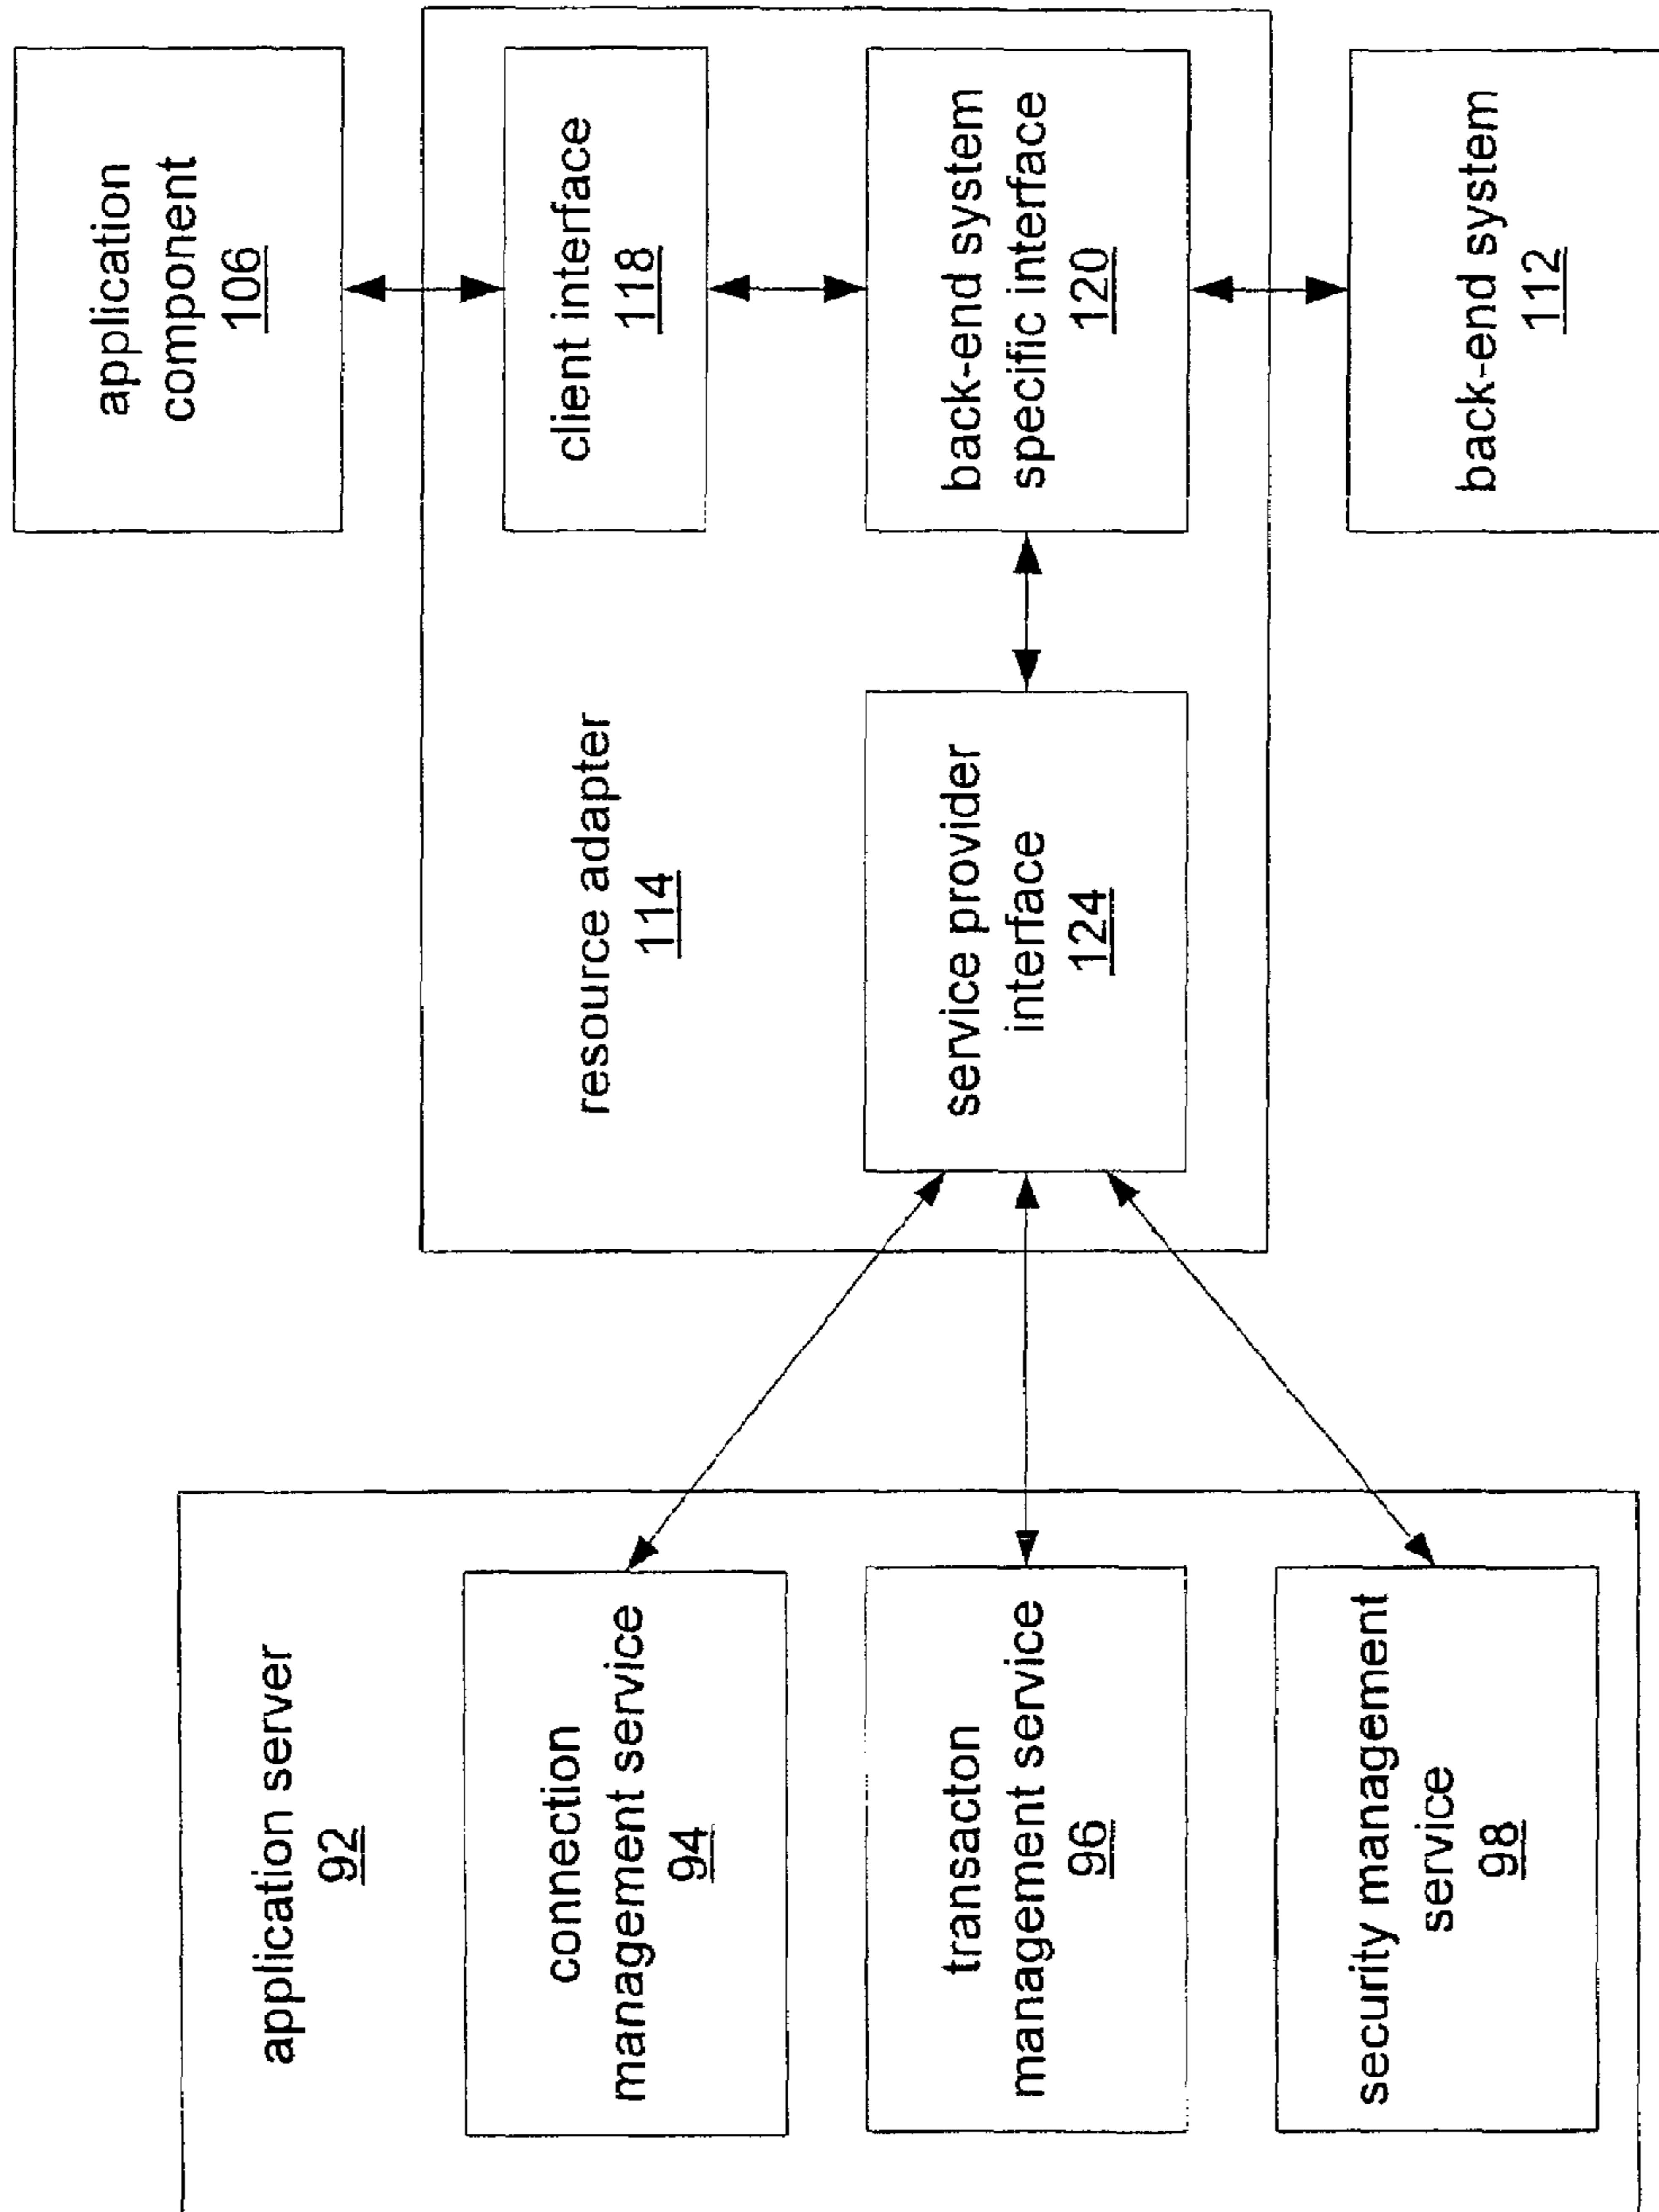 application server
92
connection
management service
94
transacton
management service
96
security management
service
98
resource adapter
114
service provider
interface
124
application
component
106
client interface
118
back-end system
specific interface
120
back-end system
112